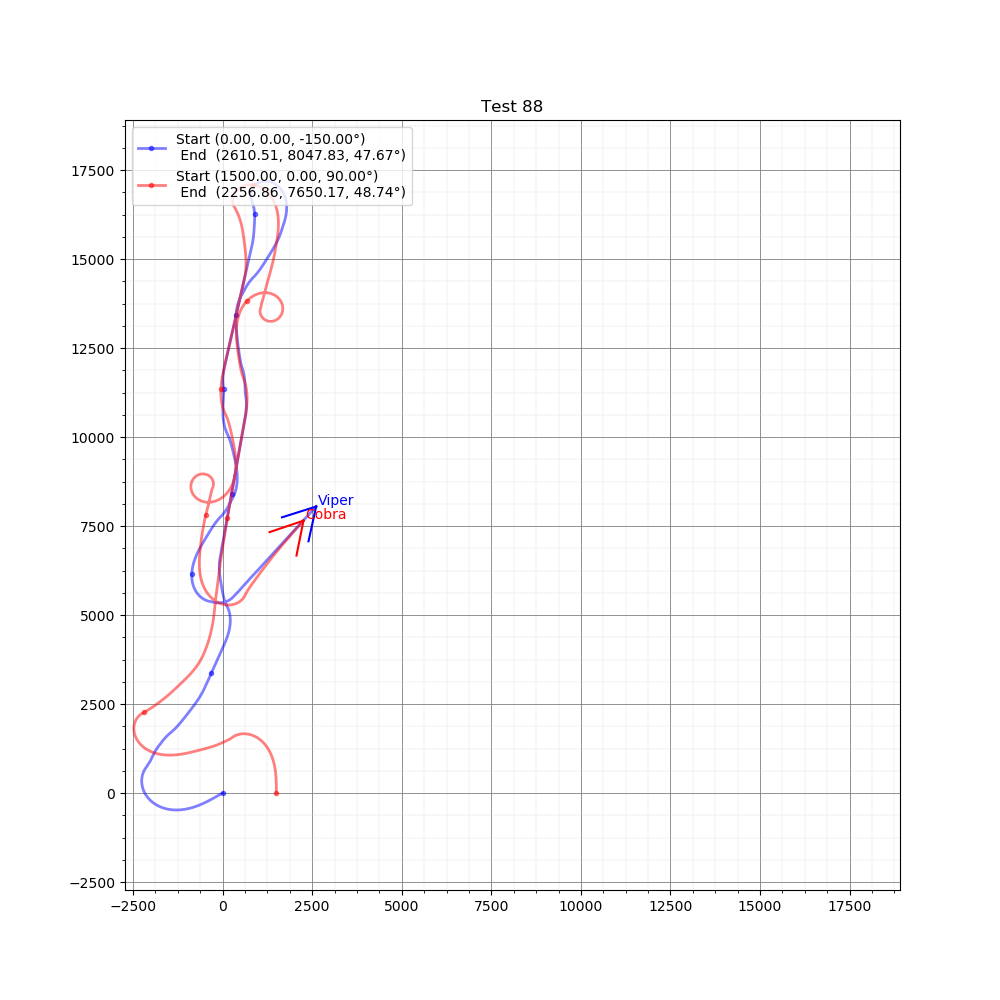 Test 88
Start (0.00, 0.00, -150.00°)
End (2610.51, 8047.83, 47.67°)
Start (1500.00, 0.00, 90.00°)
End (2256.86, 7650.17, 48.74°)
17500
15000
12500
10000
7500
5000
2500
0
−2500
Viper
Cobra
−2500 0 2500 5000 7500 10000 12500 15000 17500